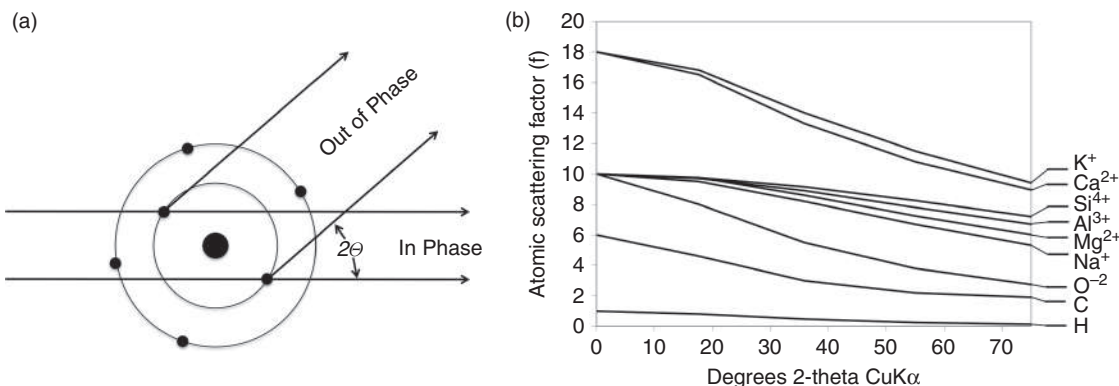 (a)
Out of Phase
2Θ
In Phase
(b)
Atomic scattering factor (f)
20
18
16
14
12
10
8
6
4
2
0
0 10 20 30 40 50 60 70
Degrees 2-theta CuKα
K⁺
Ca²⁺
Si⁴⁺
Al³⁺
Mg²⁺
Na⁺
O⁻²
C
H